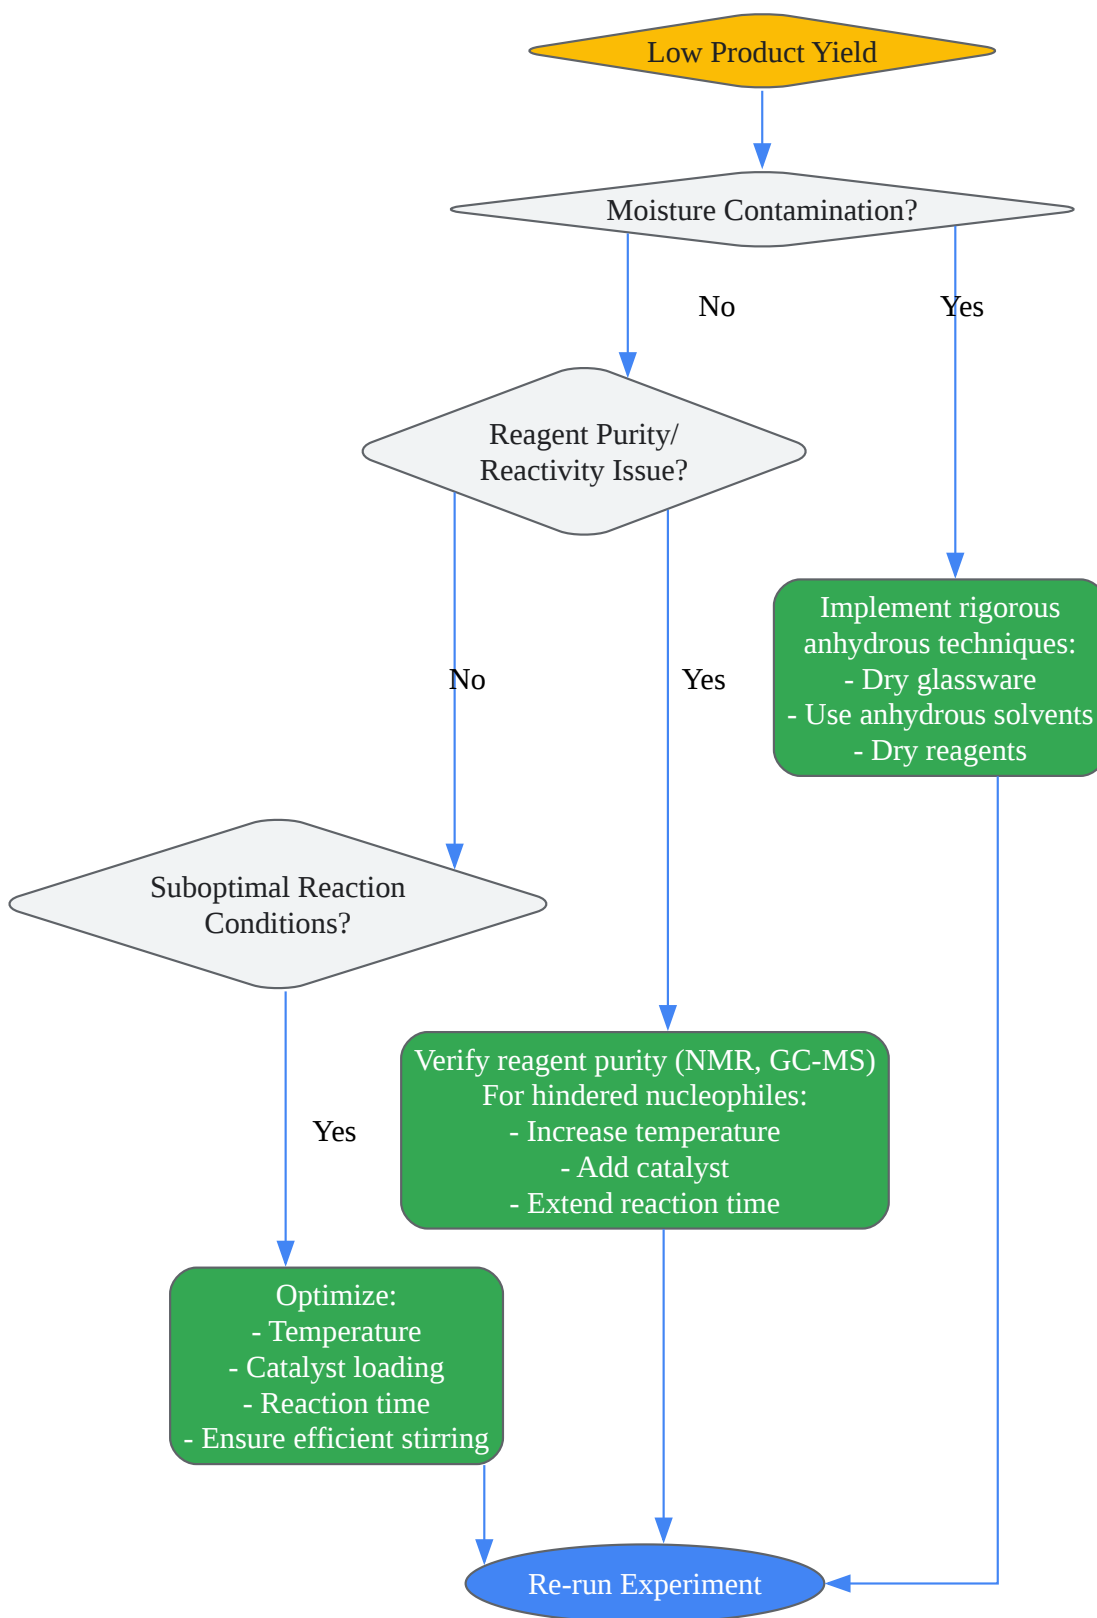 Low Product Yield
Moisture Contamination?
No
Yes
Reagent Purity/
Reactivity Issue?
Implement rigorous
anhydrous techniques:
- Dry glassware
- Use anhydrous solvents
- Dry reagents
No
Yes
Suboptimal Reaction
Conditions?
Verify reagent purity (NMR, GC-MS)
For hindered nucleophiles:
- Increase temperature
- Add catalyst
- Extend reaction time
Yes
Optimize:
- Temperature
- Catalyst loading
- Reaction time
- Ensure efficient stirring
Re-run Experiment